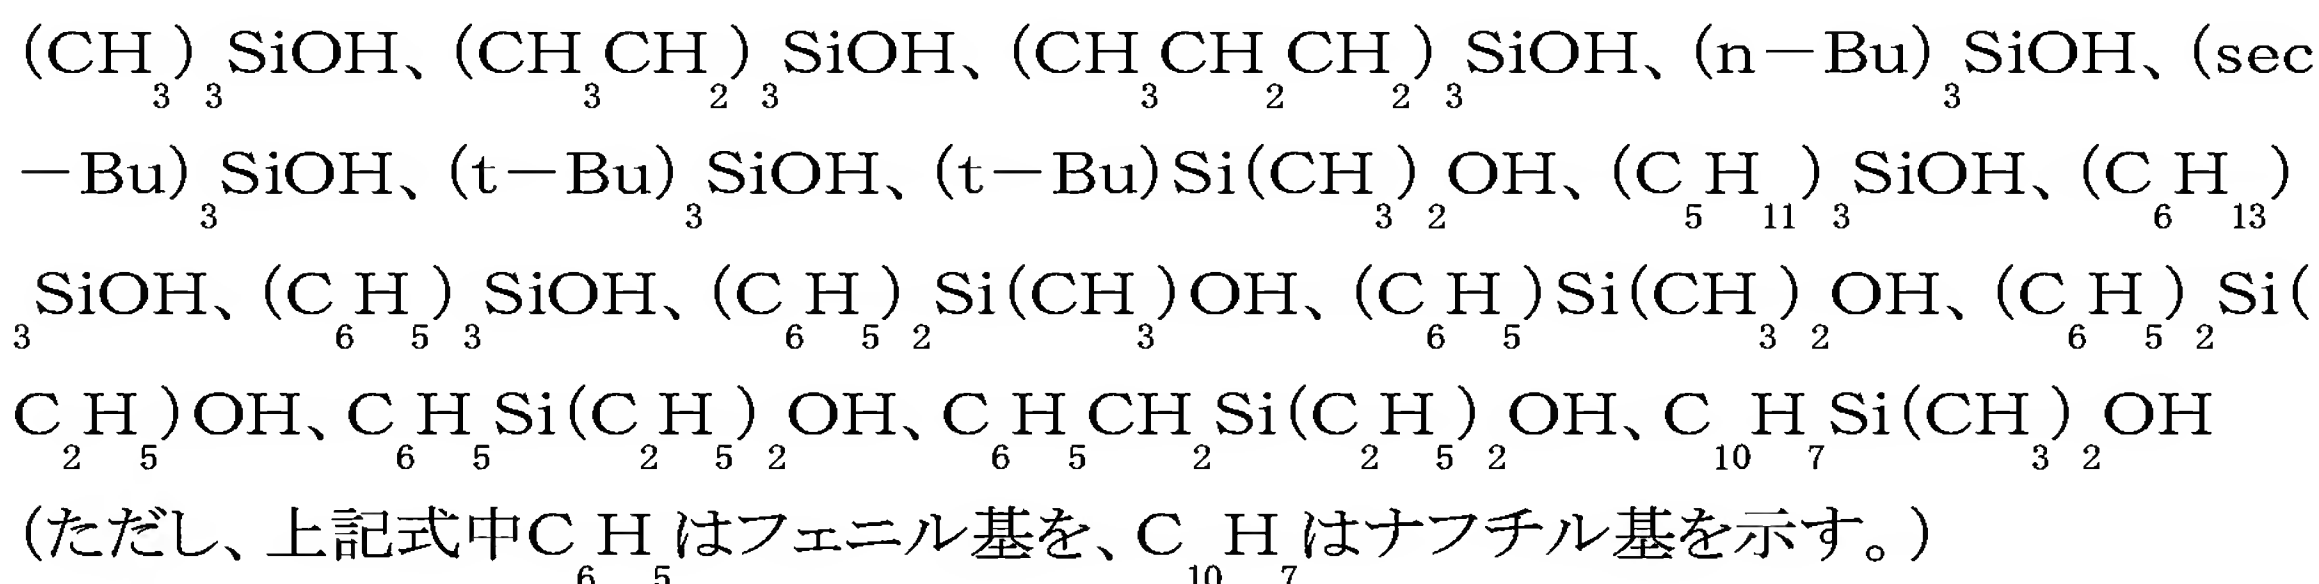 (CH₃)₃SiOH、(CH₃CH₂)₃SiOH、(CH₃CH₂CH₂)₃SiOH、(n－Bu)₃SiOH、(sec
－Bu)₃SiOH、(t－Bu)₃SiOH、(t－Bu)Si(CH₃)₂OH、(C₅H₁₁)₃SiOH、(C₆H₁₃)
₃SiOH、(C₆H₅)₃SiOH、(C₆H₅)₂Si(CH₃)OH、(C₆H₅)Si(CH₃)₂OH、(C₆H₅)₂Si(
C₂H₅)OH、C₆H₅Si(C₂H₅)₂OH、C₆H₅CH₂Si(C₂H₅)₂OH、C₁₀H₇Si(CH₃)₂OH
(ただし、上記式中C₆H₅はフェニル基を、C₁₀H₇はナフチル基を示す。)